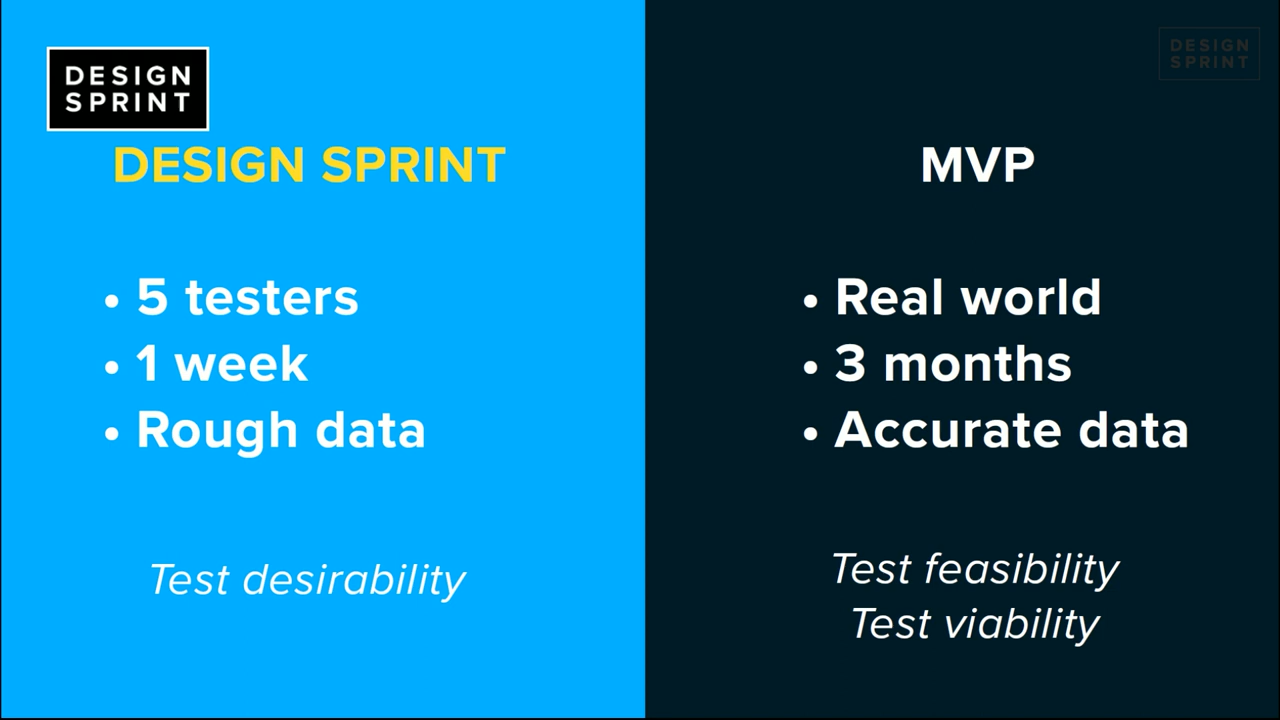 DESIGN
SPRINT
DESIGN SPRINT
• 5 testers
• 1 week
• Rough data
Test desirability
DESIGN
SPRINT
MVP
• Real world
• 3 months
• Accurate data
Test feasibility
Test viability